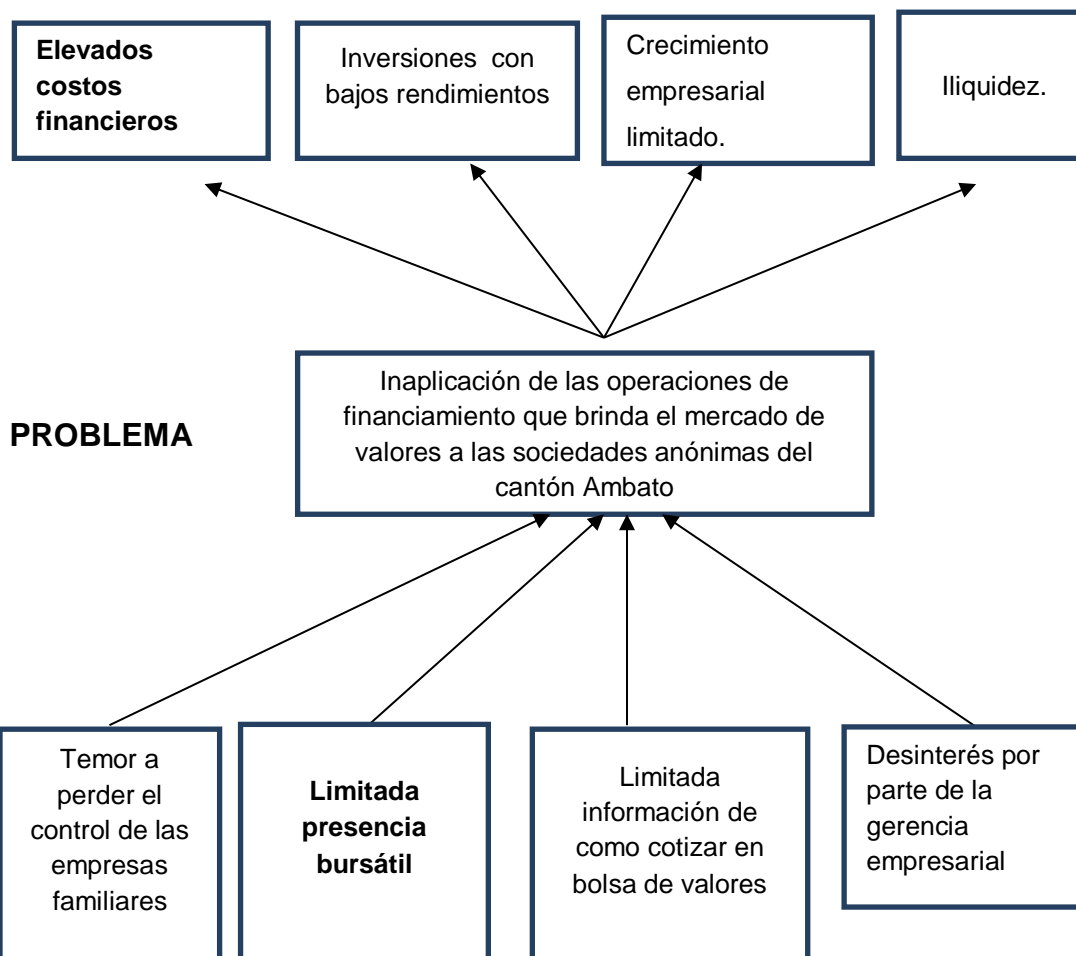 Elevados
costos
financieros
Inversiones con
bajos rendimientos
Crecimiento
empresarial
limitado.
Iliquidez.
PROBLEMA
Inaplicación de las operaciones de
financiamiento que brinda el mercado de
valores a las sociedades anónimas del
cantón Ambato
Temor a
perder el
control de las
empresas
familiares
Limitada
presencia
bursátil
Limitada
información de
como cotizar en
bolsa de valores
Desinterés por
parte de la
gerencia
empresarial